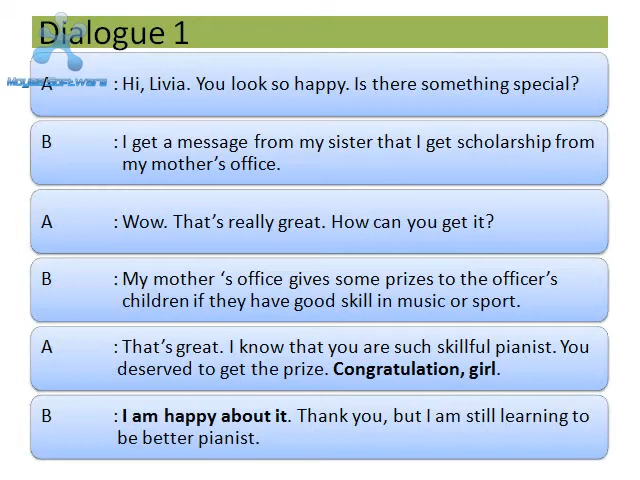 Dialogue 1
MoyeaSoftware
A : Hi, Livia. You look so happy. Is there something special?
B : I get a message from my sister that I get scholarship from
my mother's office.
A : Wow. That's really great. How can you get it?
B : My mother 's office gives some prizes to the officer's
children if they have good skill in music or sport.
A : That's great. I know that you are such skillful pianist. You
deserved to get the prize. Congratulation, girl.
B : I am happy about it. Thank you, but I am still learning to
be better pianist.